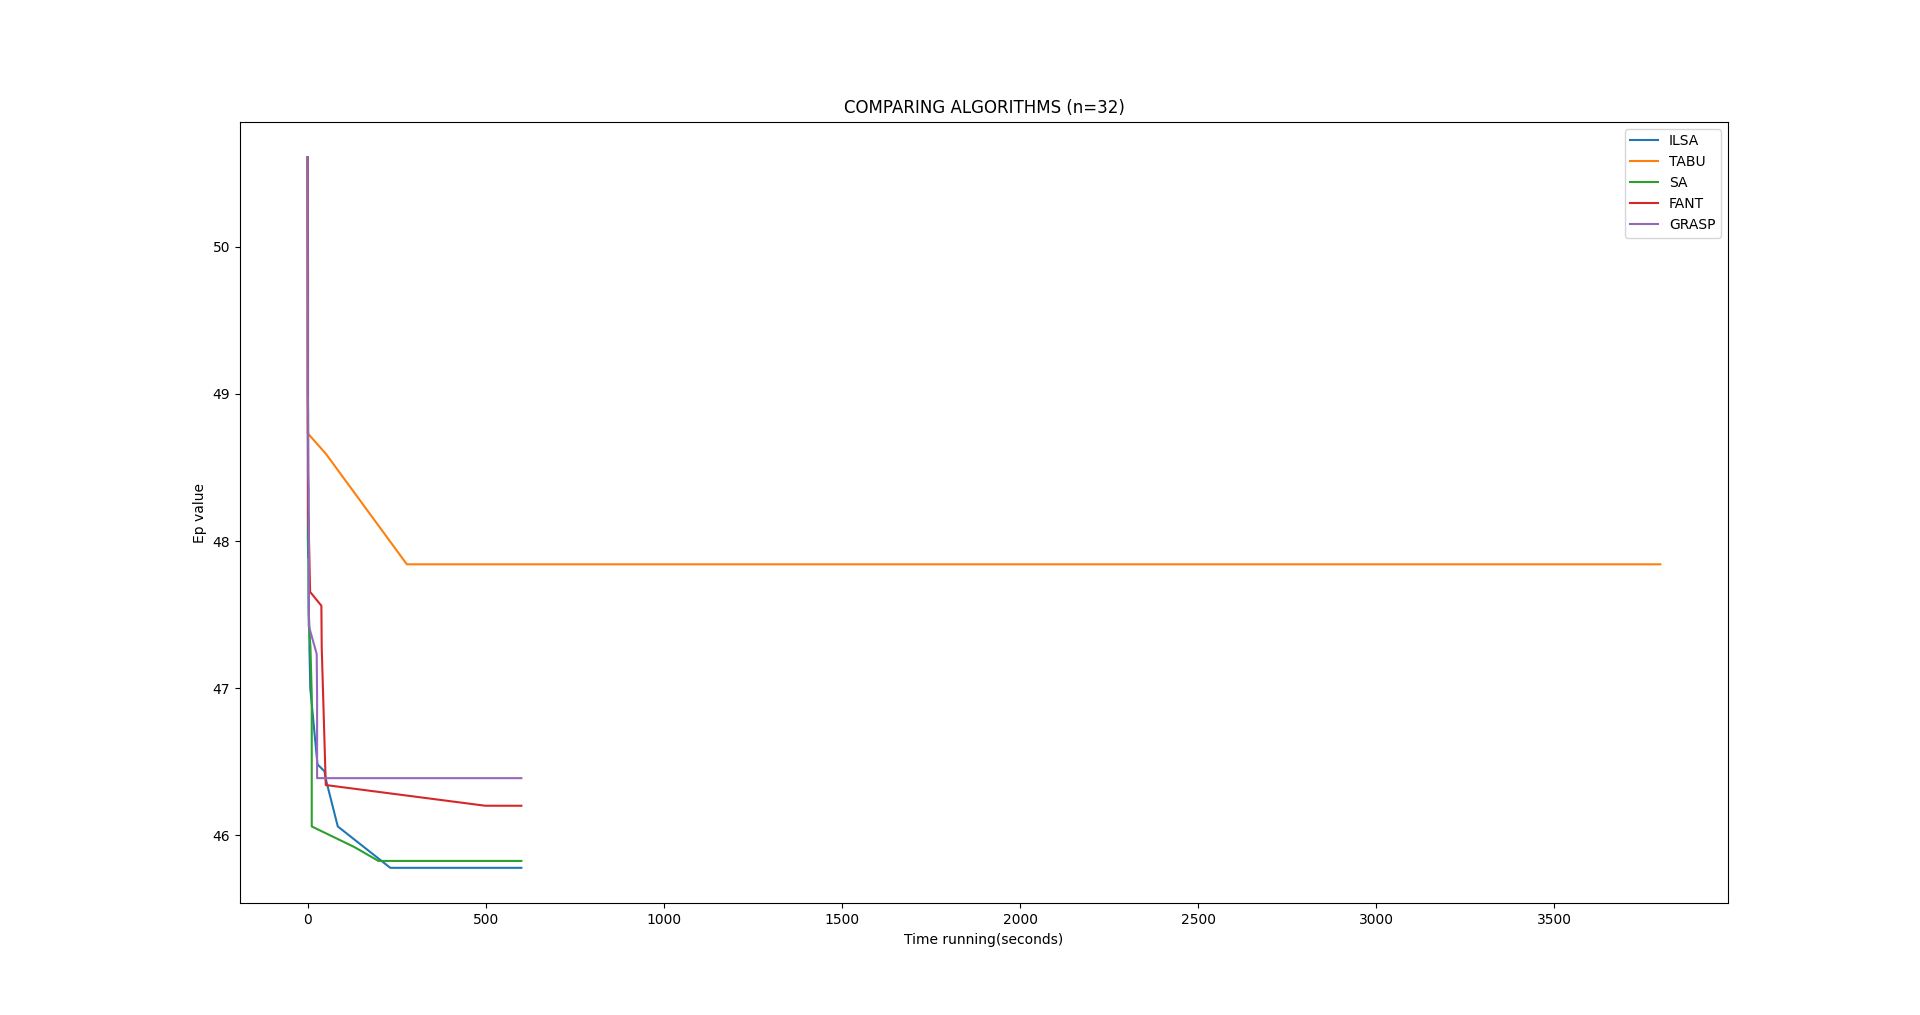 COMPARING ALGORITHMS (n=32)
ILSA
TABU
SA
FANT
GRASP
50
49
48
47
46
Ep value
0 500 1000 1500 2000 2500 3000 3500
Time running(seconds)